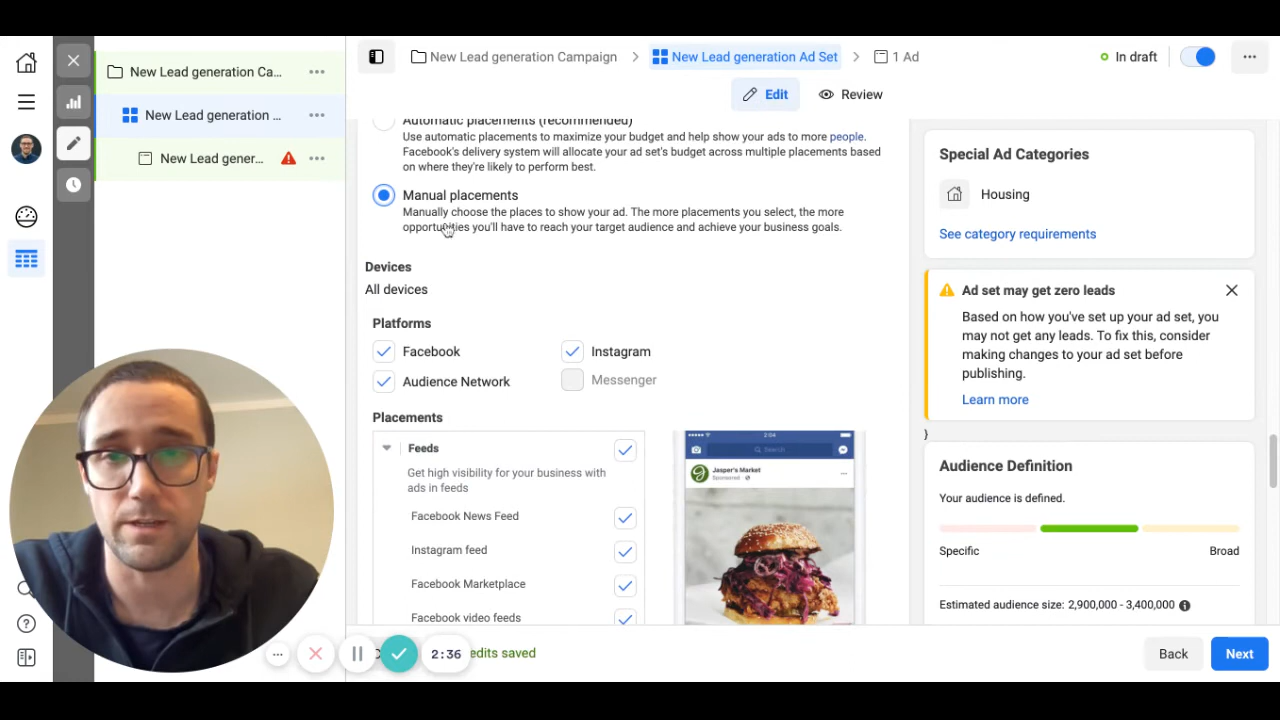 New Lead generation Campaign
New Lead generation Ad Set
1 Ad
In draft
Edit
Review
New Lead generation Ca...
New Lead generation ...
New Lead gener...
Automatic placements (recommended)
Use automatic placements to maximize your budget and help show your ads to more people.
Facebook's delivery system will allocate your ad set's budget across multiple placements based
on where they're likely to perform best.
Manual placements
Manually choose the places to show your ad. The more placements you select, the more
opportunities you'll have to reach your target audience and achieve your business goals.
Devices
All devices
Platforms
Facebook
Instagram
Audience Network
Messenger
Placements
Feeds
Get high visibility for your business with
ads in feeds
Facebook News Feed
Instagram feed
Facebook Marketplace
Facebook video feeds
2:04
Search
Jasper's Market
Sponsored
Special Ad Categories
Housing
See category requirements
Ad set may get zero leads
Based on how you've set up your ad set, you
may not get any leads. To fix this, consider
making changes to your ad set before
publishing.
Learn more
}
Audience Definition
Your audience is defined.
Specific
Broad
Estimated audience size: 2,900,000 - 3,400,000
2:36
edits saved
Back
Next